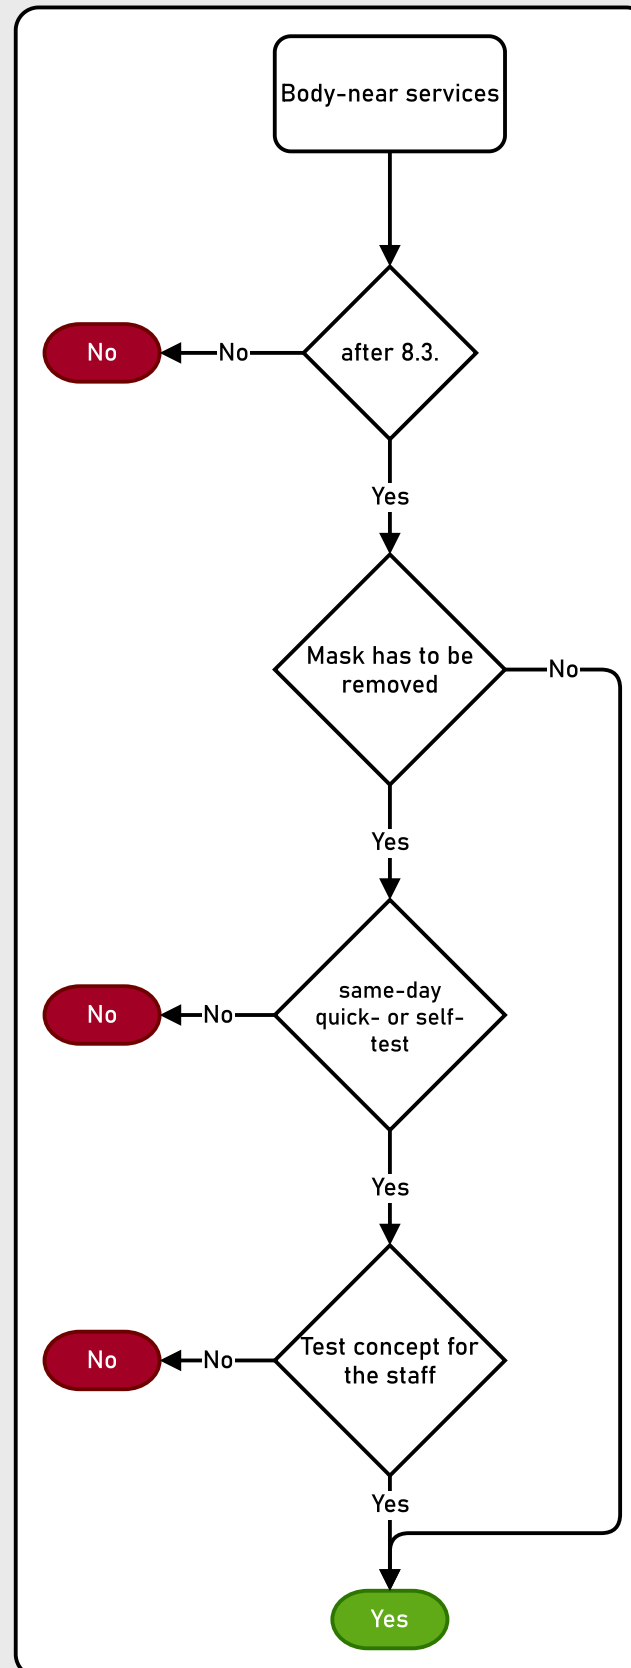 Body-near services
after 8.3.
No
No
Yes
Mask has to be
removed
No
Yes
same-day
quick- or self-
test
No
No
Yes
Test concept for
the staff
No
No
Yes
Yes